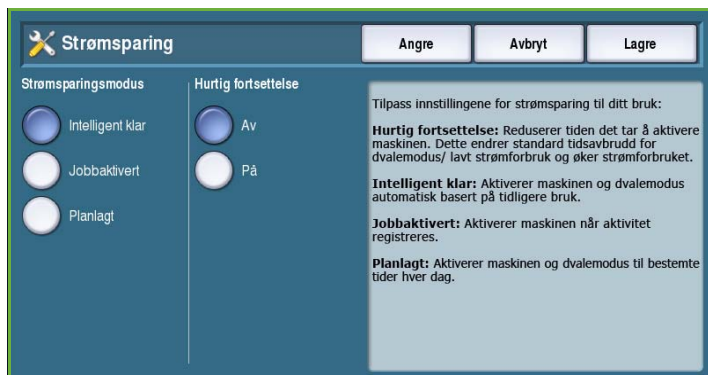 Strømsparing
Angre
Avbryt
Lagre
Strømsparingsmodus
Intelligent klar
Jobbaktivert
Planlagt
Hurtig fortsettelse
Av
På
Tilpass innstillingene for strømsparing til ditt bruk:
Hurtig fortsettelse: Reduserer tiden det tar å aktivere
maskinen. Dette endrer standard tidsavbrudd for
dvalemodus/ lavt strømforbruk og øker strømforbruket.
Intelligent klar: Aktiverer maskinen og dvalemodus
automatisk basert på tidligere bruk.
Jobbaktivert: Aktiverer maskinen når aktivitet
registreres.
Planlagt: Aktiverer maskinen og dvalemodus til bestemte
tider hver dag.